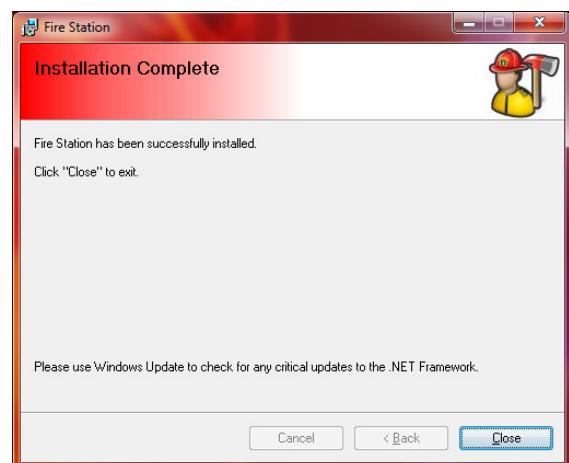 Fire Station
Installation Complete
Fire Station has been successfully installed.
Click "Close" to exit.
Please use Windows Update to check for any critical updates to the .NET Framework.
Cancel
< Back
Close